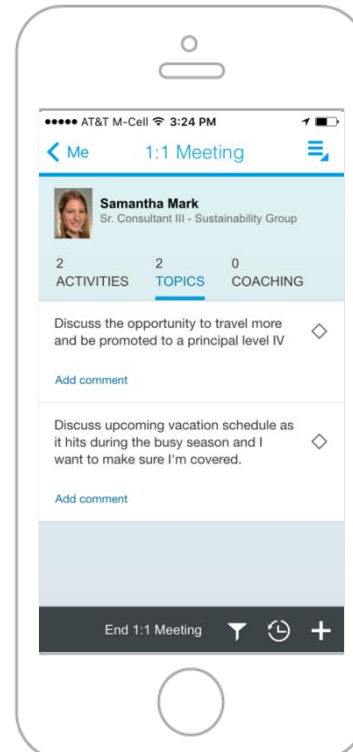 AT&T M-Cell 3:24 PM
Me 1:1 Meeting
Samantha Mark
Sr. Consultant III - Sustainability Group
2 2 0
ACTIVITIES TOPICS COACHING
Discuss the opportunity to travel more
and be promoted to a principal level IV
Add comment
Discuss upcoming vacation schedule as
it hits during the busy season and I
want to make sure I'm covered.
Add comment
End 1:1 Meeting